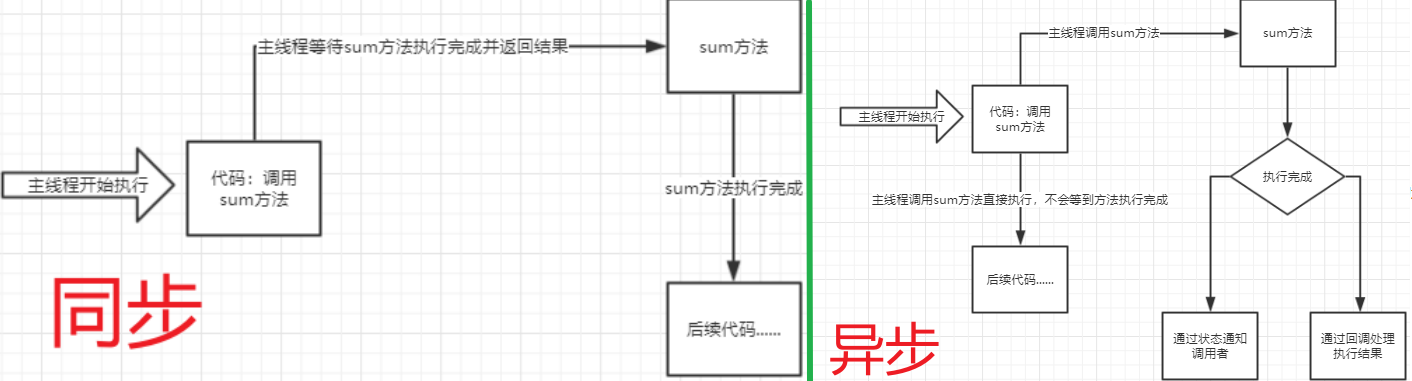 主线程等待sum方法执行完成并返回结果
sum方法
主线程开始执行
代码：调用
sum方法
sum方法执行完成
后续代码......
同步
主线程调用sum方法
sum方法
主线程开始执行
代码：调用
sum方法
执行完成
主线程调用sum方法直接执行，不会等到方法执行完成
后续代码......
通过状态通知
调用者
通过回调处理
执行结果
异步